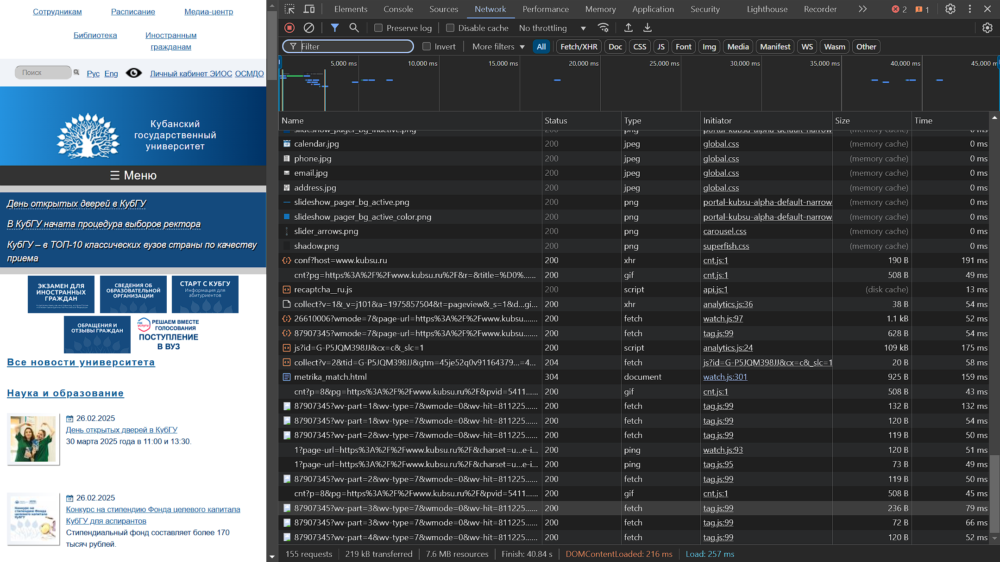 Сотрудникам Расписание Медиа-центр
Библиотека Иностранным гражданам
Поиск Рус Eng Личный кабинет ЭИОС ОСМДО
Кубанский
государственный
университет
☰ Меню
День открытых дверей в КубГУ
В КубГУ начата процедура выборов ректора
КубГУ – в ТОП-10 классических вузов страны по качеству
приема
ЭКЗАМЕН ДЛЯ
ИНОСТРАННЫХ
ГРАЖДАН
СВЕДЕНИЯ ОБ
ОБРАЗОВАТЕЛЬНОЙ
ОРГАНИЗАЦИИ
СТАРТ С КУБГУ
Информация для
абитуриентов
ОБРАЩЕНИЯ И
ОТЗЫВЫ ГРАЖДАН
гос
услуги
РЕШАЕМ ВМЕСТЕ
ГОЛОСОВАНИЯ
ПОСТУПЛЕНИЕ
В ВУЗ
Все новости университета
Наука и образование
26.02.2025
День открытых дверей в КубГУ
30 марта 2025 года в 11:00 и 13:30.
Конкурс на
стипендию Фонда
целевого капитала
КубГУ
26.02.2025
Конкурс на стипендию Фонда целевого капитала
КубГУ для аспирантов
Стипендиальный фонд составляет более 170
тысяч рублей.
Elements Console Sources Network Performance Memory Application Security Lighthouse Recorder 2 1
Preserve log Disable cache No throttling
Filter Invert More filters All Fetch/XHR Doc CSS JS Font Img Media Manifest WS Wasm Other
5,000 ms 10,000 ms 15,000 ms 20,000 ms 25,000 ms 30,000 ms 35,000 ms 40,000 ms 45,000 m
Name Status Type Initiator Size Time
slideshow_pager_bg_inactive.png 200 png portal-kubsu-alpha-default-narrow (memory cache) 0 ms
calendar.jpg 200 jpeg global.css (memory cache) 0 ms
phone.jpg 200 jpeg global.css (memory cache) 0 ms
email.jpg 200 jpeg global.css (memory cache) 0 ms
address.jpg 200 jpeg global.css (memory cache) 0 ms
slideshow_pager_bg_active.png 200 png portal-kubsu-alpha-default-narrow (memory cache) 0 ms
slideshow_pager_bg_active_color.png 200 png portal-kubsu-alpha-default-narrow (memory cache) 0 ms
slider_arrows.png 200 png carousel.css (memory cache) 0 ms
shadow.png 200 png superfish.css (memory cache) 0 ms
conf?host=www.kubsu.ru 200 xhr cnt.js:1 190 B 191 ms
cnt?pg=https%3A%2F%2Fwww.kubsu.ru%2F&r=&title=%D0%...... 200 gif cnt.js:1 508 B 49 ms
recaptcha__ru.js 200 script api.js:1 (disk cache) 13 ms
collect?v=1&_v=j101&a=1975857504&t=pageview&_s=1&d...gi... 200 xhr analytics.js:36 38 B 54 ms
26610006?wmode=7&page-url=https%3A%2F%2Fwww.kubsu....... 200 fetch watch.js:97 1.1 kB 52 ms
87907345?wmode=7&page-url=https%3A%2F%2Fwww.kubsu....... 200 fetch tag.js:99 628 B 54 ms
js?id=G-P5JQM398JJ&cx=c&_slc=1 200 script analytics.js:24 109 kB 175 ms
collect?v=2&tid=G-P5JQM398JJ&gtm=45je52q0v91164379...=4... 204 fetch js?id=G-P5JQM398JJ&cx=c&_slc=1 20 B 58 ms
metrika_match.html 304 document watch.js:301 925 B 159 ms
cnt?p=8&pg=https%3A%2F%2Fwww.kubsu.ru%2F&pvid=5411...... 200 gif cnt.js:1 508 B 43 ms
87907345?wv-part=1&wv-type=7&wmode=0&wv-hit=811225...... 200 fetch tag.js:99 132 B 132 ms
87907345?wv-part=1&wv-type=7&wmode=0&wv-hit=811225...... 200 fetch tag.js:99 120 B 54 ms
87907345?wv-part=2&wv-type=7&wmode=0&wv-hit=811225...... 200 fetch tag.js:99 119 B 50 ms
1?page-url=https%3A%2F%2Fwww.kubsu.ru%2F&charset=u...e-i... 200 ping watch.js:93 120 B 51 ms
1?page-url=https%3A%2F%2Fwww.kubsu.ru%2F&charset=u...e-i... 200 ping tag.js:95 73 B 49 ms
87907345?wv-part=2&wv-type=7&wmode=0&wv-hit=811225...... 200 fetch tag.js:99 119 B 50 ms
cnt?p=8&pg=https%3A%2F%2Fwww.kubsu.ru%2F&pvid=5411...... 200 gif cnt.js:1 508 B 45 ms
87907345?wv-part=3&wv-type=7&wmode=0&wv-hit=811225...... 200 fetch tag.js:99 236 B 79 ms
87907345?wv-part=3&wv-type=7&wmode=0&wv-hit=811225...... 200 fetch tag.js:99 72 B 66 ms
87907345?wv-part=4&wv-type=7&wmode=0&wv-hit=811225...... 200 fetch tag.js:99 120 B 52 ms
155 requests 219 kB transferred 7.6 MB resources Finish: 40.84 s DOMContentLoaded: 216 ms Load: 257 ms